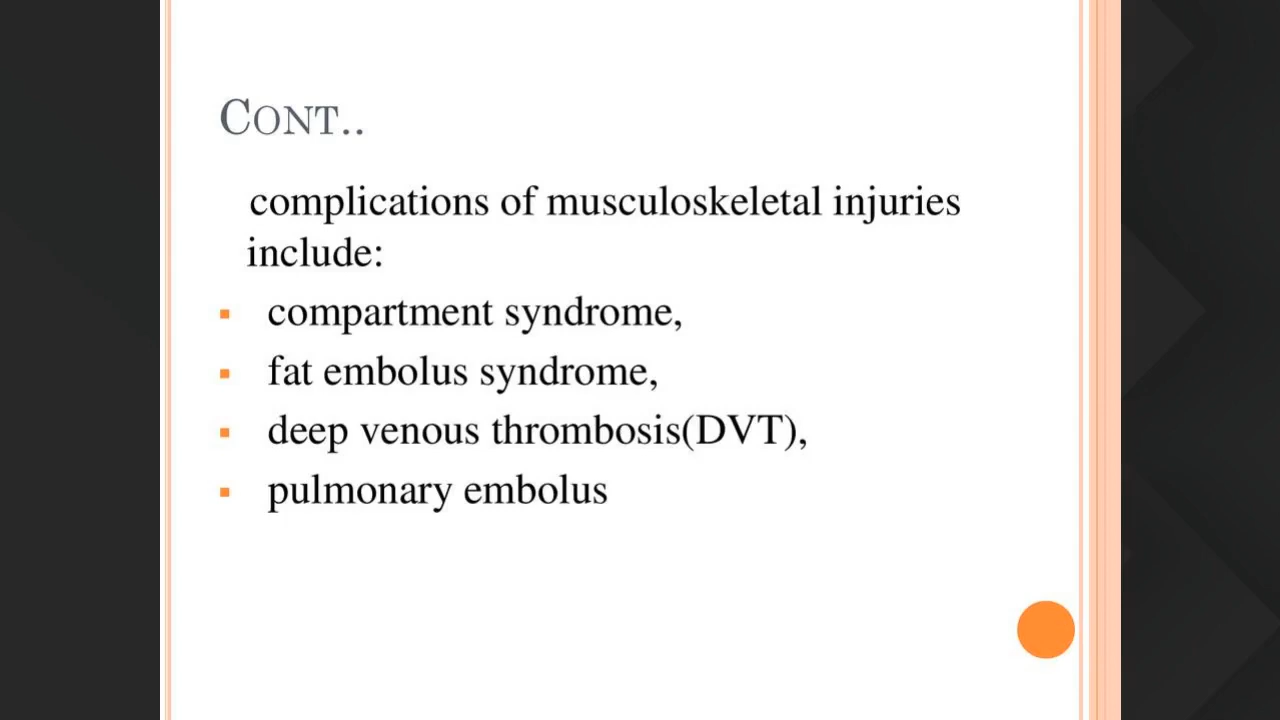 CONT..
complications of musculoskeletal injuries
include:
▪ compartment syndrome,
▪ fat embolus syndrome,
▪ deep venous thrombosis(DVT),
▪ pulmonary embolus